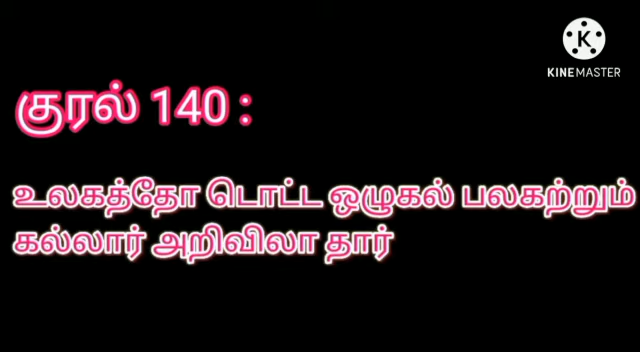 KINEMASTER
குரல் 140 :
உலகத்தோ டொட்ட ஒழுகல் பலகற்றும்
கல்லார் அறிவிலா தார்